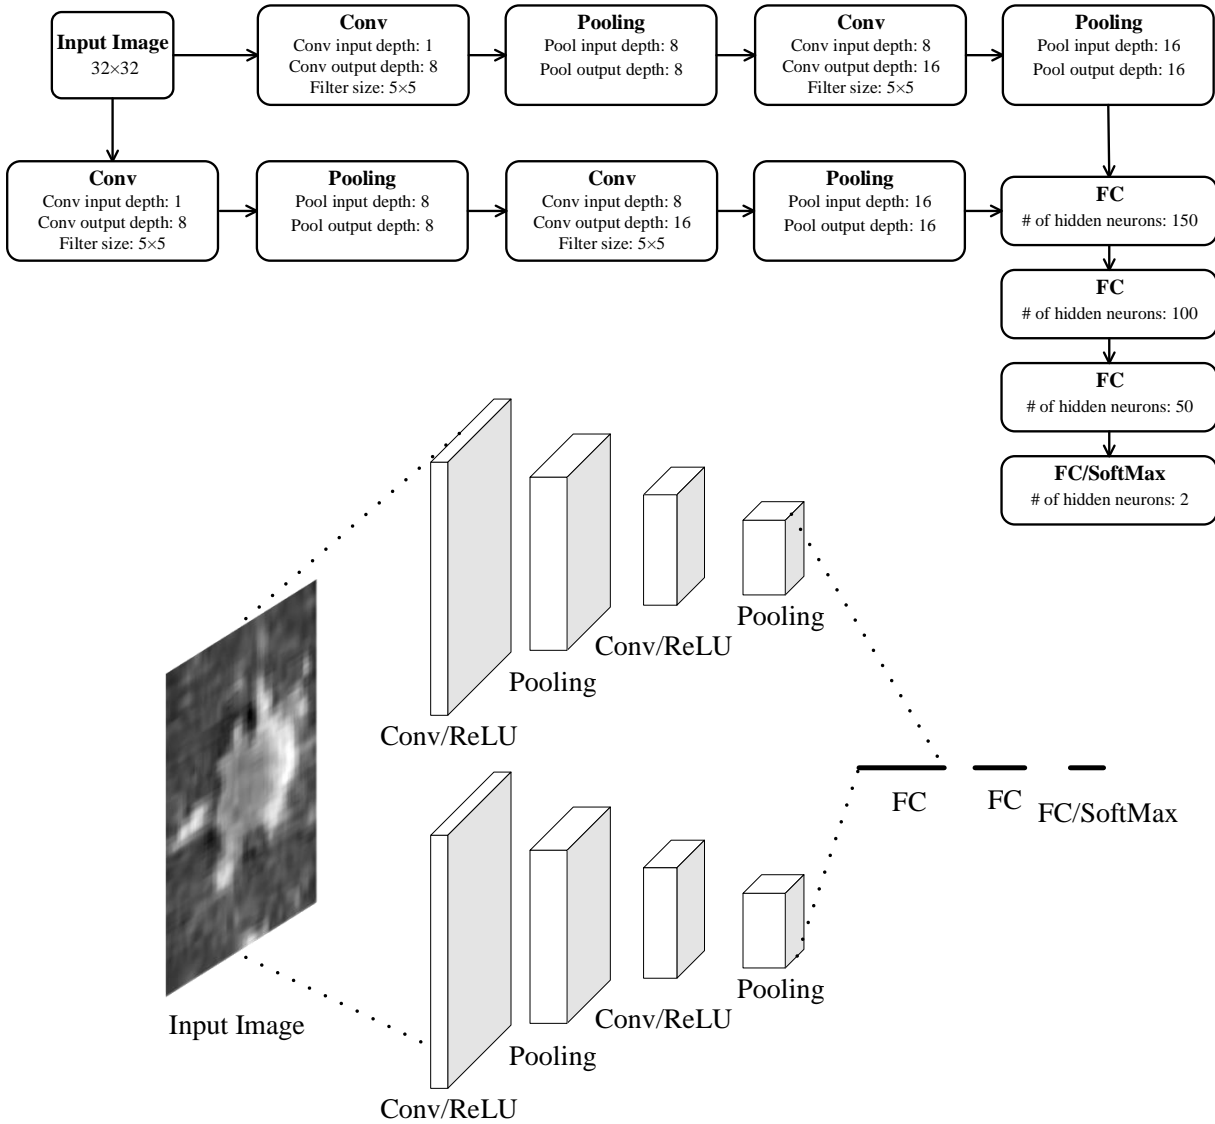 Input Image
32×32
Conv
Conv input depth: 1
Conv output depth: 8
Filter size: 5×5
Pooling
Pool input depth: 8
Pool output depth: 8
Conv
Conv input depth: 8
Conv output depth: 16
Filter size: 5×5
Pooling
Pool input depth: 16
Pool output depth: 16
Conv
Conv input depth: 1
Conv output depth: 8
Filter size: 5×5
Pooling
Pool input depth: 8
Pool output depth: 8
Conv
Conv input depth: 8
Conv output depth: 16
Filter size: 5×5
Pooling
Pool input depth: 16
Pool output depth: 16
FC
# of hidden neurons: 150
FC
# of hidden neurons: 100
FC
# of hidden neurons: 50
FC/SoftMax
# of hidden neurons: 2
Pooling
Conv/ReLU
Pooling
Conv/ReLU
FC
FC
FC/SoftMax
Pooling
Conv/ReLU
Input Image
Pooling
Conv/ReLU